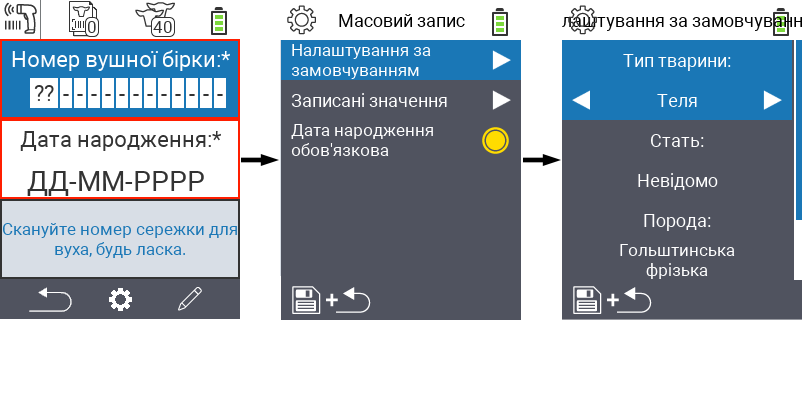 0
40
Номер вушної бірки:*
??-----------
Дата народження:*
ДД-ММ-РРРР
Скануйте номер сережки для
вуха, будь ласка.
Масовий запис
Налаштування за
замовчуванням
Записані значення
Дата народження
обов'язкова
+
лаштування за замовчуванн
Тип тварини:
Теля
Стать:
Невідомо
Порода:
Гольштинська
фрізька
+